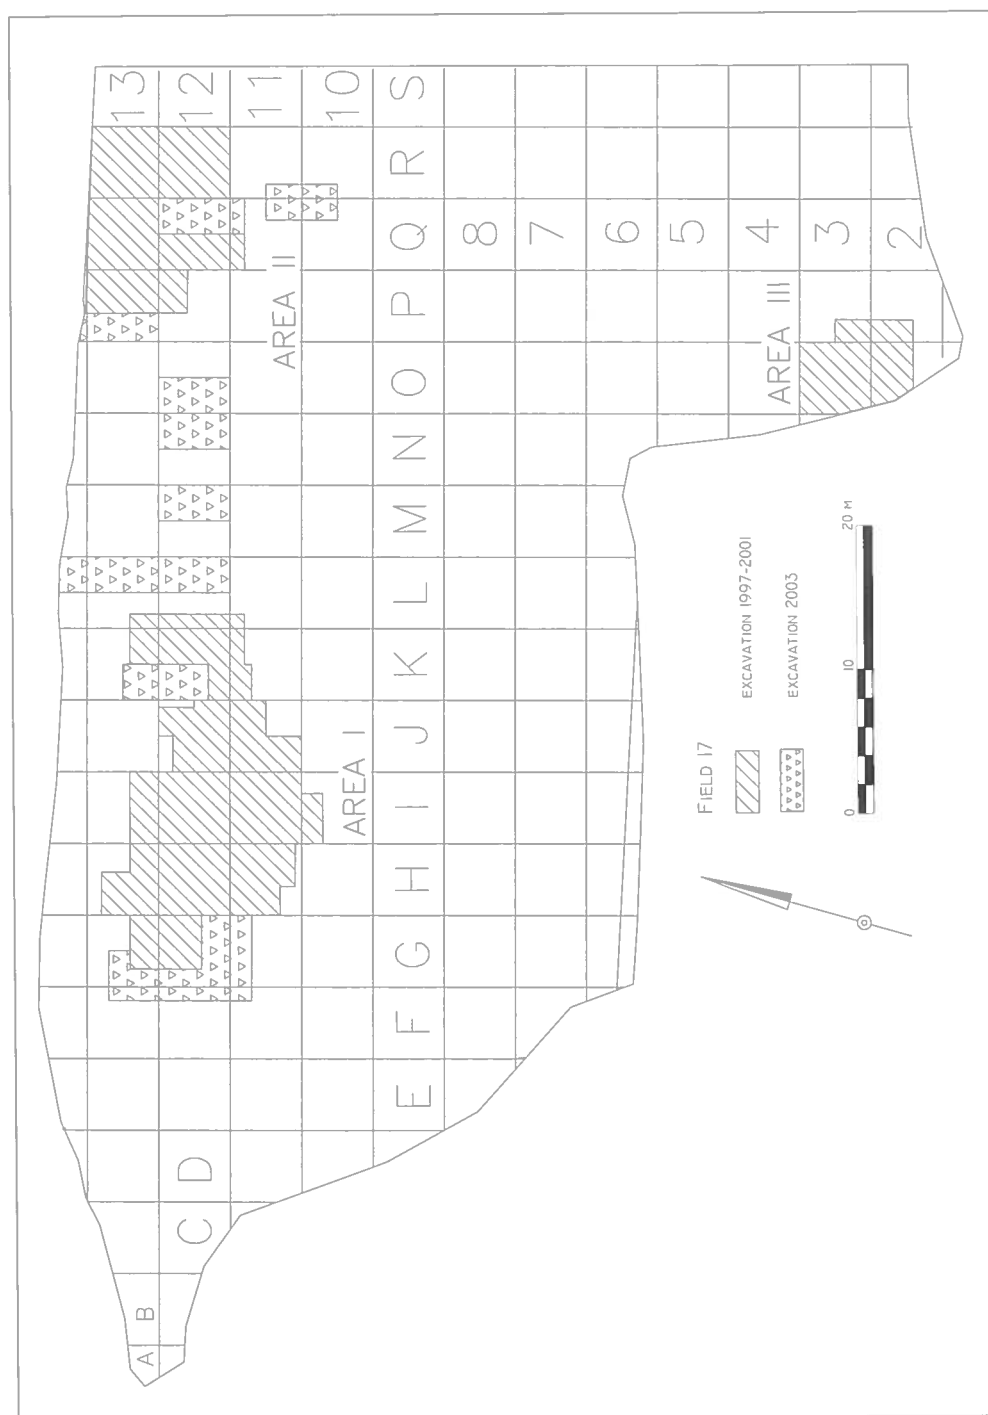 A B C D E F G H I J K L M N O P Q R S
13
12
11
10
8
7
6
5
4
3
2
AREA I
AREA II
AREA III
FIELD 17
EXCAVATION 1997-2001
EXCAVATION 2003
0 10 20 M